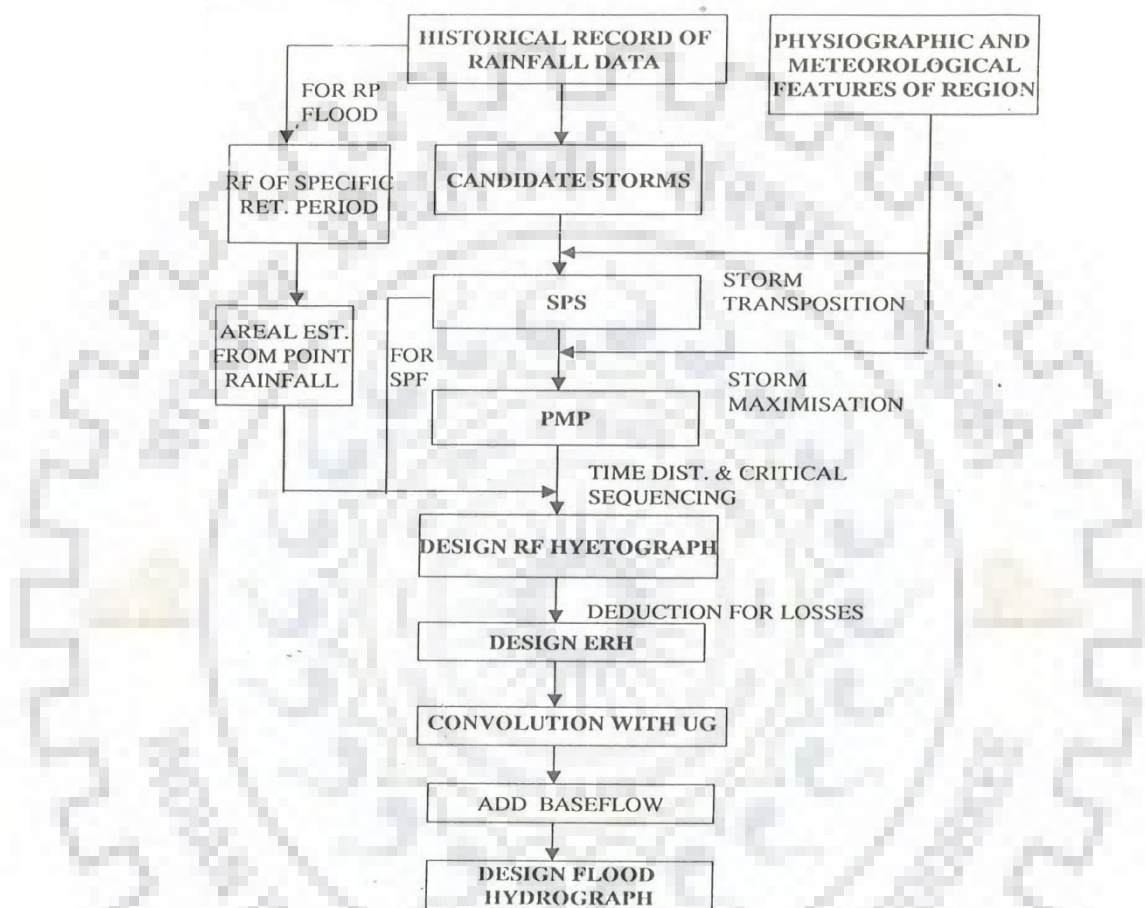 HISTORICAL RECORD OF
RAINFALL DATA
PHYSIOGRAPHIC AND
METEOROLOGICAL
FEATURES OF REGION
FOR RP
FLOOD
RF OF SPECIFIC
RET. PERIOD
CANDIDATE STORMS
STORM
TRANSPOSITION
SPS
AREAL EST.
FROM POINT
RAINFALL
FOR
SPF
STORM
MAXIMISATION
PMP
TIME DIST. & CRITICAL
SEQUENCING
DESIGN RF HYETOGRAPH
DEDUCTION FOR LOSSES
DESIGN ERH
CONVOLUTION WITH UG
ADD BASEFLOW
DESIGN FLOOD
HYDROGRAPH